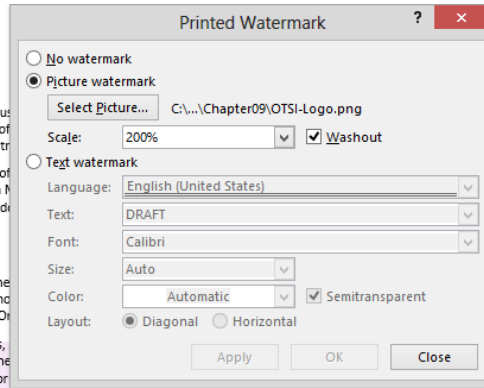 Printed Watermark ? ×
No watermark
Picture watermark
Select Picture... C:\...\Chapter09\OTSI-Logo.png
Scale: 200% Washout
Text watermark
Language: English (United States)
Text: DRAFT
Font: Calibri
Size: Auto
Color: Automatic Semitransparent
Layout: Diagonal Horizontal
Apply OK Close